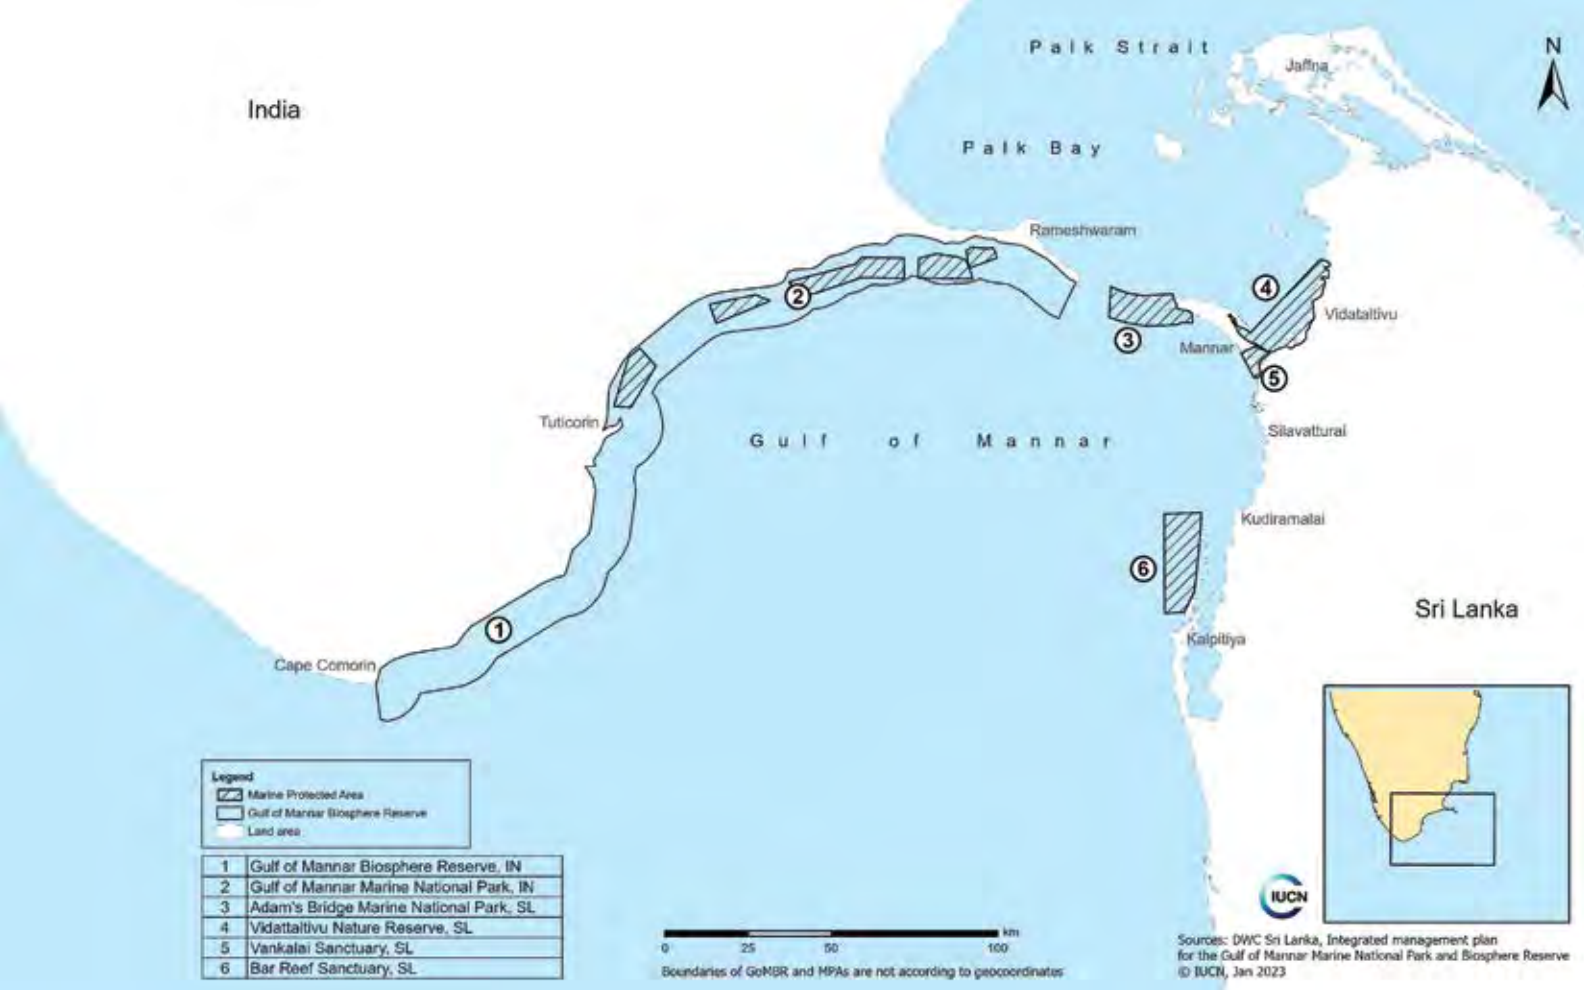 Palk Strait
N
Jaffna
India
Palk Bay
Rameshwaram
4
2
Vidataltivu
3
Mannar
5
Tuticorin
Silavatturai
Gulf of Mannar
Kudiramalai
6
Sri Lanka
1
Kalpitiya
Cape Comorin
Legend
Marine Protected Area
Gulf of Mannar Biosphere Reserve
Land area
1 Gulf of Mannar Biosphere Reserve, IN
2 Gulf of Mannar Marine National Park, IN
3 Adam's Bridge Marine National Park, SL
4 Vidattaltivu Nature Reserve, SL
5 Vankalai Sanctuary, SL
6 Bar Reef Sanctuary, SL
km
0 25 50 100
Boundaries of GoMBR and MPAs are not according to geocoordinates
IUCN
Sources: DWC Sri Lanka, Integrated management plan
for the Gulf of Mannar Marine National Park and Biosphere Reserve
© IUCN, Jan 2023